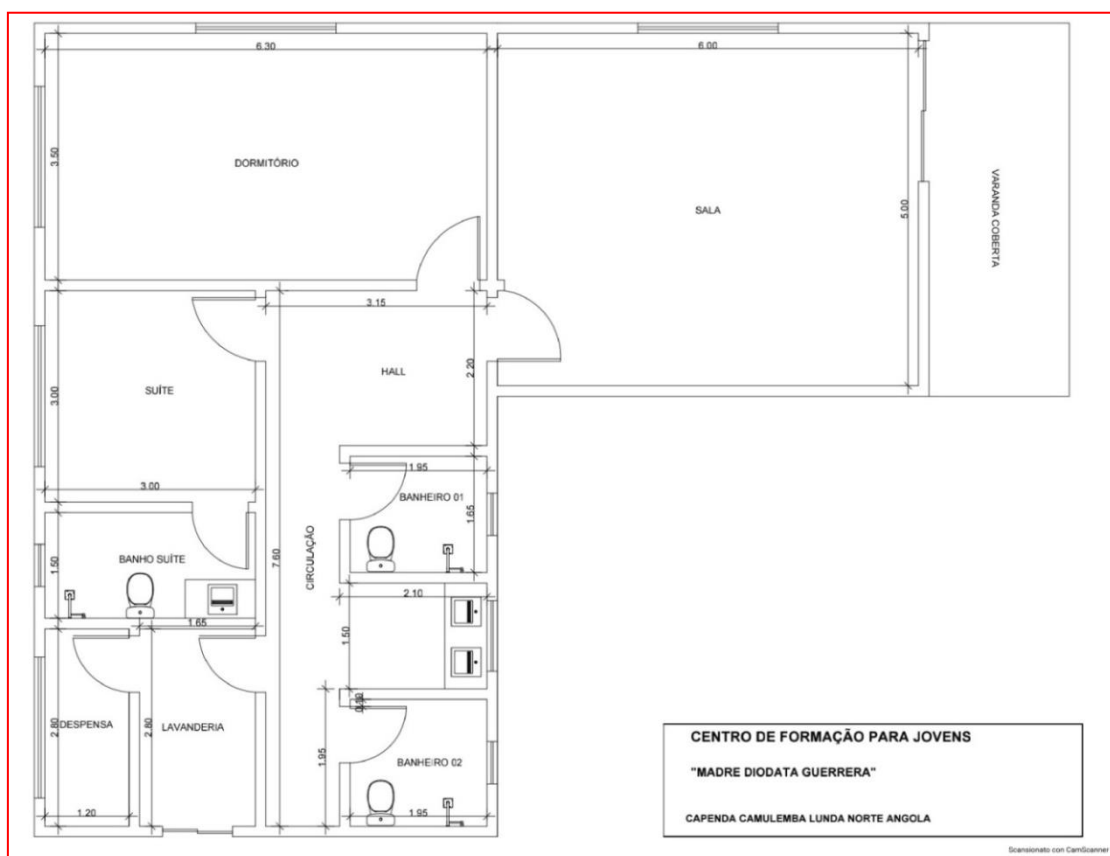 6.30
6.00
3.50
DORMITÓRIO
SALA
5.00
VARANDA COBERTA
3.15
HALL
2.20
SUÍTE
3.00
3.00
1.95
BANHEIRO 01
1.65
CIRCULAÇÃO
7.60
BANHO SUÍTE
1.50
1.65
2.10
1.50
DESPENSA
2.80
LAVANDERIA
2.80
1.20
1.95
BANHEIRO 02
1.95
CENTRO DE FORMAÇÃO PARA JOVENS
"MADRE DIODATA GUERRERA"
CAPENDA CAMULEMBA LUNDA NORTE ANGOLA
Scansionato con CamScanner